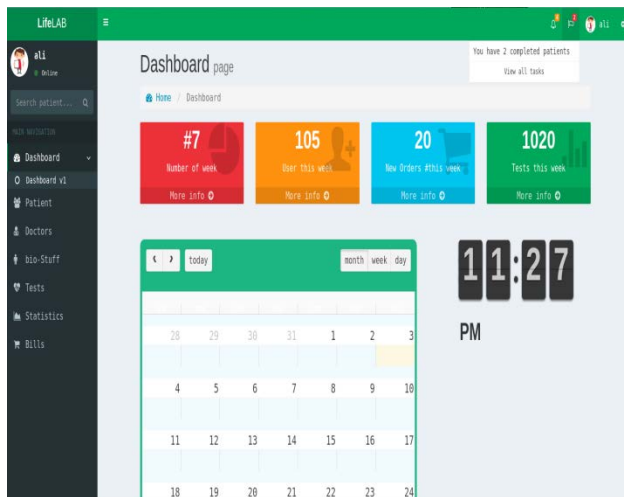 LifeLAB
ali
You have 2 completed patients
View all tasks
ali
Online
Search patient...
MAIN NAVIGATION
Dashboard
Dashboard v1
Patient
Doctors
bio-Stuff
Tests
Statistics
Bills
Dashboard page
Home / Dashboard
#7
Number of week
More info
105
User this week
More info
20
New Orders #this week
More info
1020
Tests this week
More info
today
month week day
28 29 30 31 1 2 3
4 5 6 7 8 9 10
11 12 13 14 15 16 17
18 19 20 21 22 23 24
11:27
PM